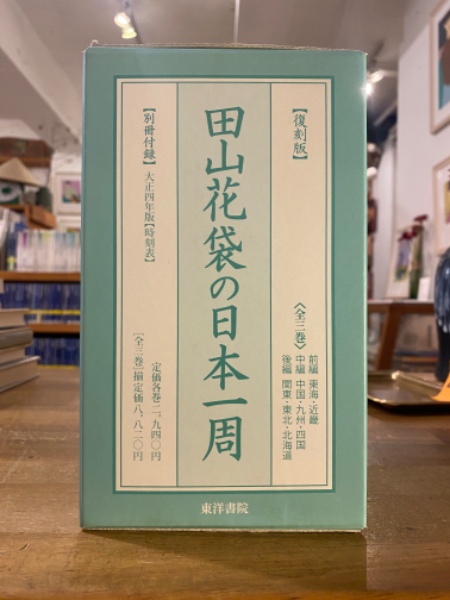 【復刻版】
〈全三巻〉
前編 東海・近畿
中編 中国・九州・四国
後編 関東・東北・北海道
田山花袋の日本一周
【別冊付録】大正四年版【時刻表】
定価各巻二、九四〇円
[全三巻]揃定価八、八二〇円
東洋書院